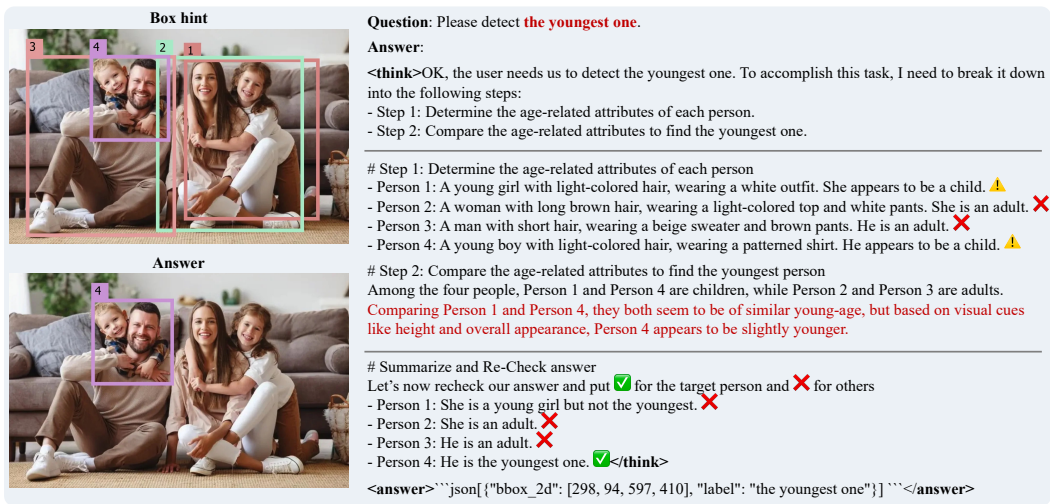 Box hint
3
4
2
1
Answer
4
Question: Please detect the youngest one.
Answer:
<think>OK, the user needs us to detect the youngest one. To accomplish this task, I need to break it down
into the following steps:
- Step 1: Determine the age-related attributes of each person.
- Step 2: Compare the age-related attributes to find the youngest one.
# Step 1: Determine the age-related attributes of each person
- Person 1: A young girl with light-colored hair, wearing a white outfit. She appears to be a child. ⚠️
- Person 2: A woman with long brown hair, wearing a light-colored top and white pants. She is an adult. ❌
- Person 3: A man with short hair, wearing a beige sweater and brown pants. He is an adult. ❌
- Person 4: A young boy with light-colored hair, wearing a patterned shirt. He appears to be a child. ⚠️
# Step 2: Compare the age-related attributes to find the youngest person
Among the four people, Person 1 and Person 4 are children, while Person 2 and Person 3 are adults.
Comparing Person 1 and Person 4, they both seem to be of similar young-age, but based on visual cues
like height and overall appearance, Person 4 appears to be slightly younger.
# Summarize and Re-Check answer
Let's now recheck our answer and put ✅ for the target person and ❌ for others
- Person 1: She is a young girl but not the youngest. ❌
- Person 2: She is an adult. ❌
- Person 3: He is an adult. ❌
- Person 4: He is the youngest one. ✅</think>
<answer>```json[{"bbox_2d": [298, 94, 597, 410], "label": "the youngest one"}] ```</answer>